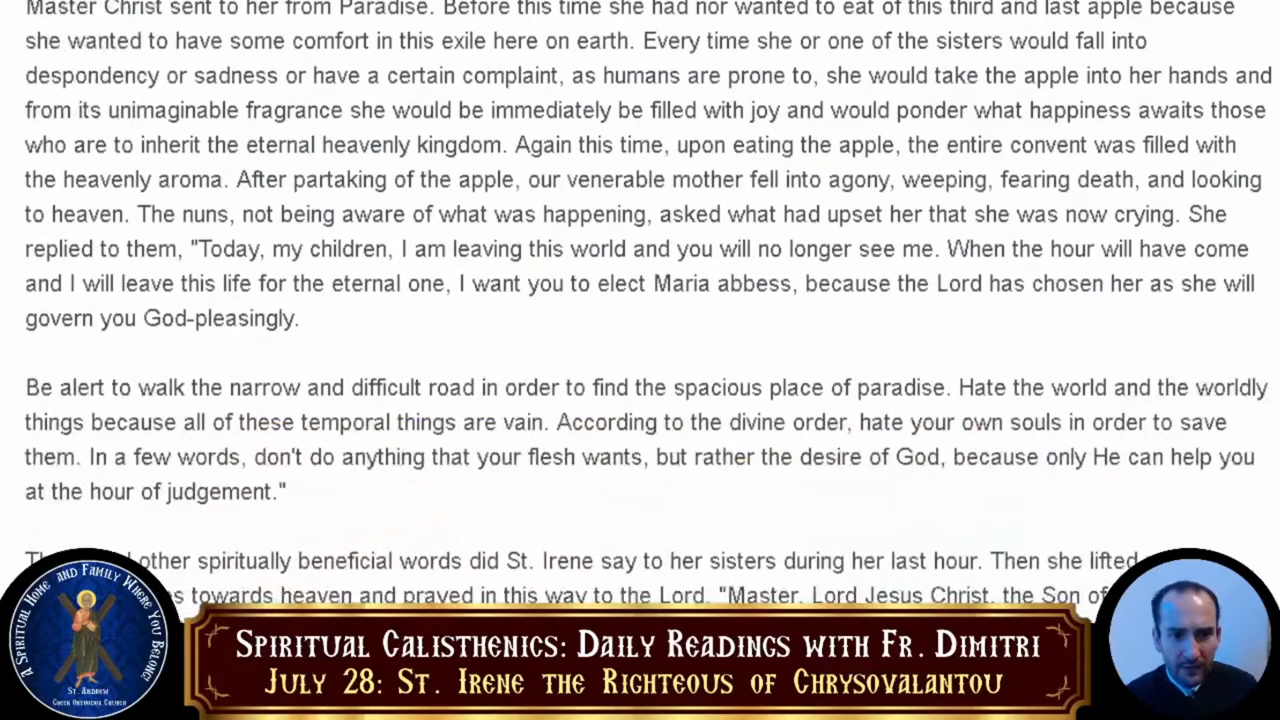 Master Christ sent to her from Paradise. Before this time she had nor wanted to eat of this third and last apple because
she wanted to have some comfort in this exile here on earth. Every time she or one of the sisters would fall into
despondency or sadness or have a certain complaint, as humans are prone to, she would take the apple into her hands and
from its unimaginable fragrance she would be immediately be filled with joy and would ponder what happiness awaits those
who are to inherit the eternal heavenly kingdom. Again this time, upon eating the apple, the entire convent was filled with
the heavenly aroma. After partaking of the apple, our venerable mother fell into agony, weeping, fearing death, and looking
to heaven. The nuns, not being aware of what was happening, asked what had upset her that she was now crying. She
replied to them, "Today, my children, I am leaving this world and you will no longer see me. When the hour will have come
and I will leave this life for the eternal one, I want you to elect Maria abbess, because the Lord has chosen her as she will
govern you God-pleasingly.
Be alert to walk the narrow and difficult road in order to find the spacious place of paradise. Hate the world and the worldly
things because all of these temporal things are vain. According to the divine order, hate your own souls in order to save
them. In a few words, don't do anything that your flesh wants, but rather the desire of God, because only He can help you
at the hour of judgement."
other spiritually beneficial words did St. Irene say to her sisters during her last hour. Then she lifted
towards heaven and prayed in this way to the Lord. "Master, Lord Jesus Christ, the Son of
A Spiritual Home and Family Where You Belong!
St. Andrew
Greek Orthodox Church
Spiritual Calisthenics: Daily Readings with Fr. Dimitri
July 28: St. Irene the Righteous of Chrysovalantou